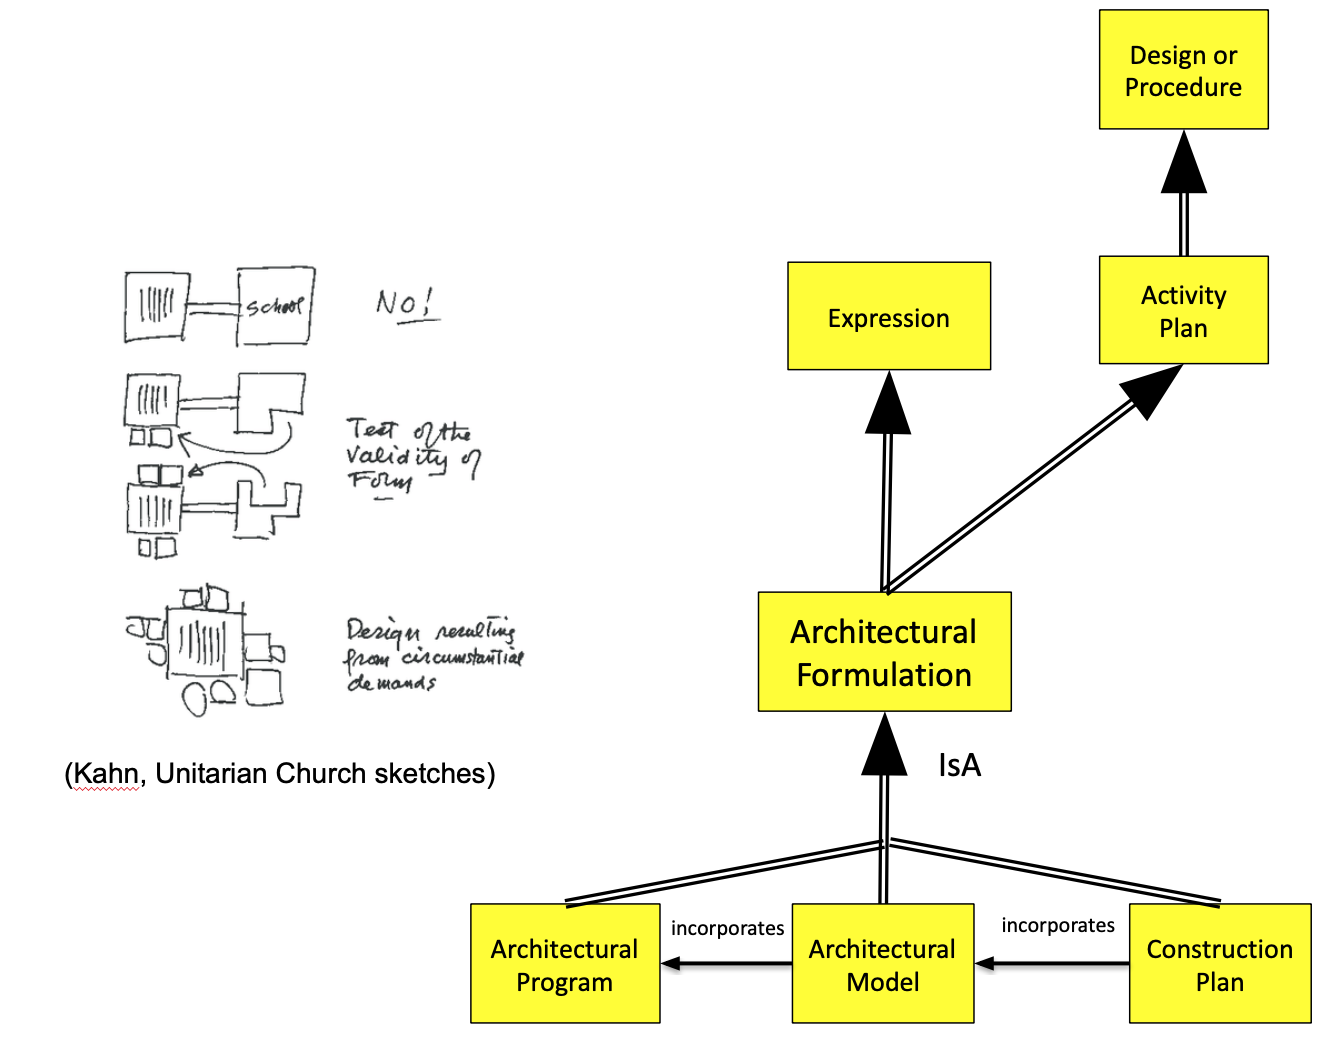 School
NO!
Test of the
validity of
Form
Design resulting
from circumstantial
demands
(Kahn, Unitarian Church sketches)
Design or
Procedure
Activity
Plan
Expression
Architectural
Formulation
IsA
Architectural
Program
incorporates
Architectural
Model
incorporates
Construction
Plan